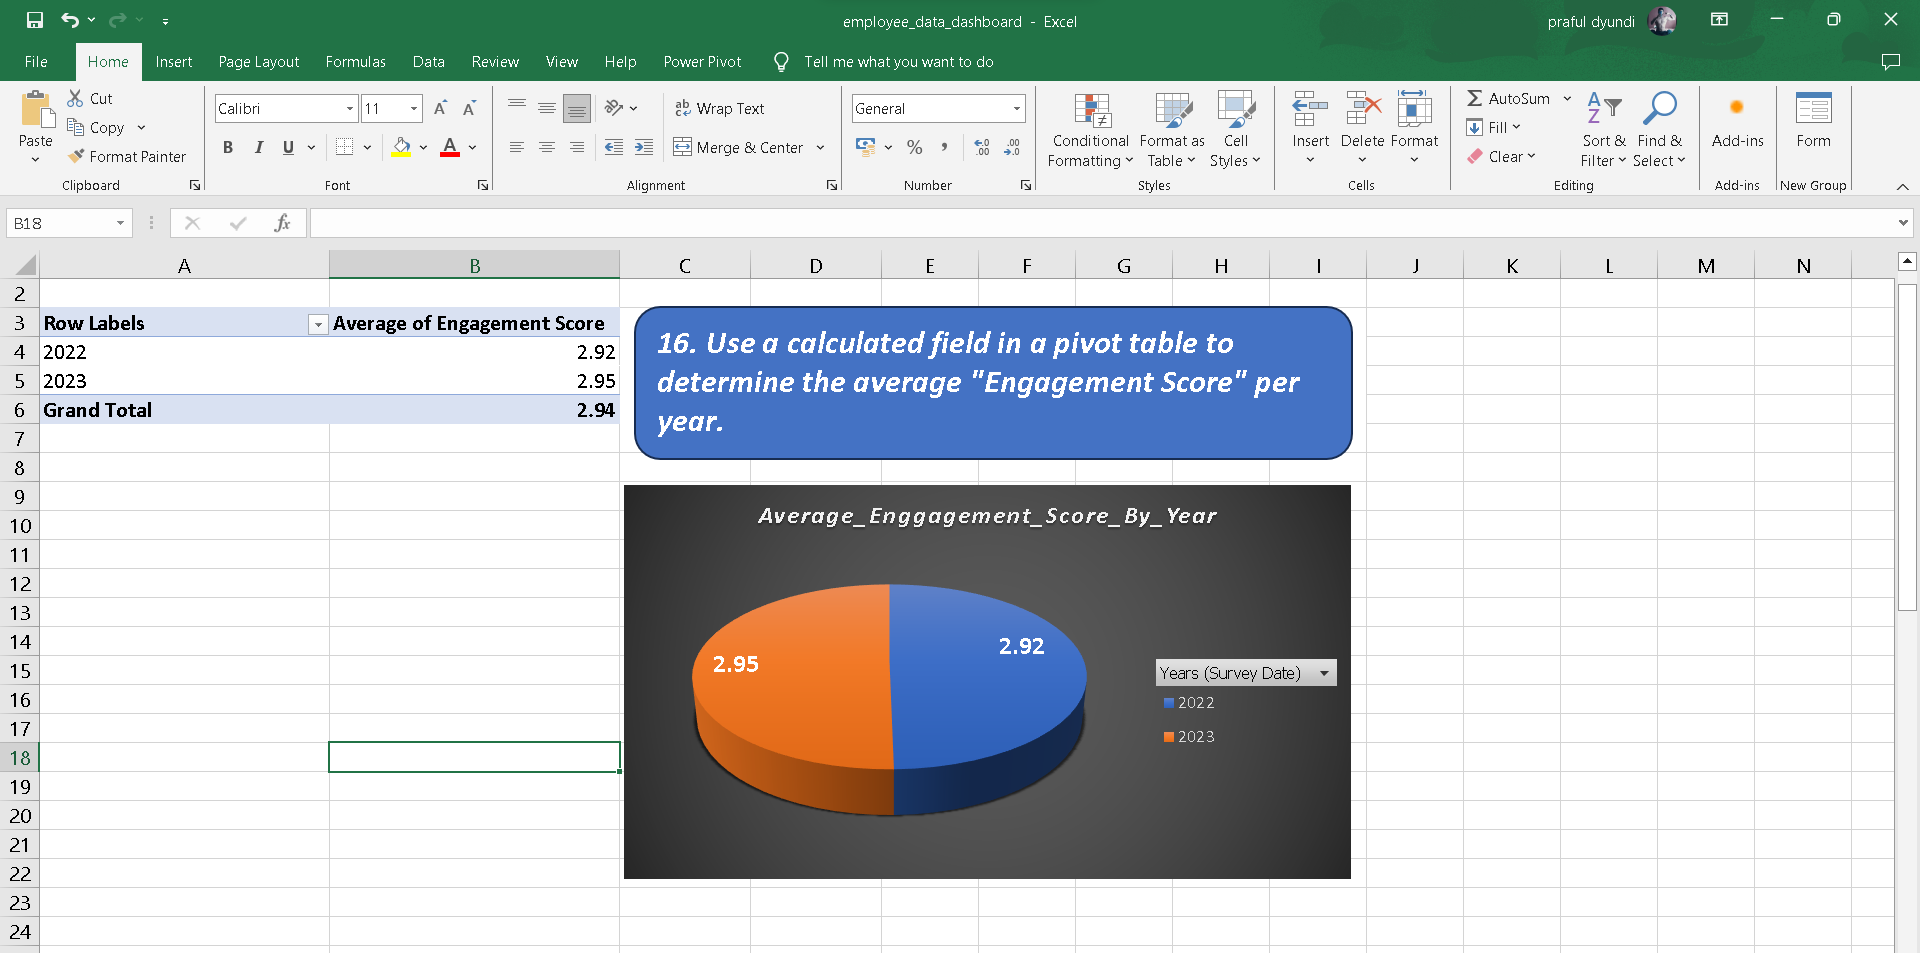 employee_data_dashboard - Excel
praful dyundi
File Home Insert Page Layout Formulas Data Review View Help Power Pivot Tell me what you want to do
Paste
Cut
Copy
Format Painter
Clipboard
Calibri 11
B I U
Font
Wrap Text
Merge & Center
Alignment
General
% ,
Number
Conditional Formatting
Format as Table
Cell Styles
Styles
Insert Delete Format
Cells
AutoSum
Fill
Clear
Sort & Filter
Find & Select
Editing
Add-ins
Add-ins
Form
New Group
B18
fx
A B C D E F G H I J K L M N
2
3 Row Labels Average of Engagement Score
4 2022 2.92
5 2023 2.95
6 Grand Total 2.94
7
8
9
10
11
12
13
14
15
16
17
18
19
20
21
22
23
24
16. Use a calculated field in a pivot table to
determine the average "Engagement Score" per
year.
Average_Enggagement_Score_By_Year
2.95
2.92
Years (Survey Date)
2022
2023